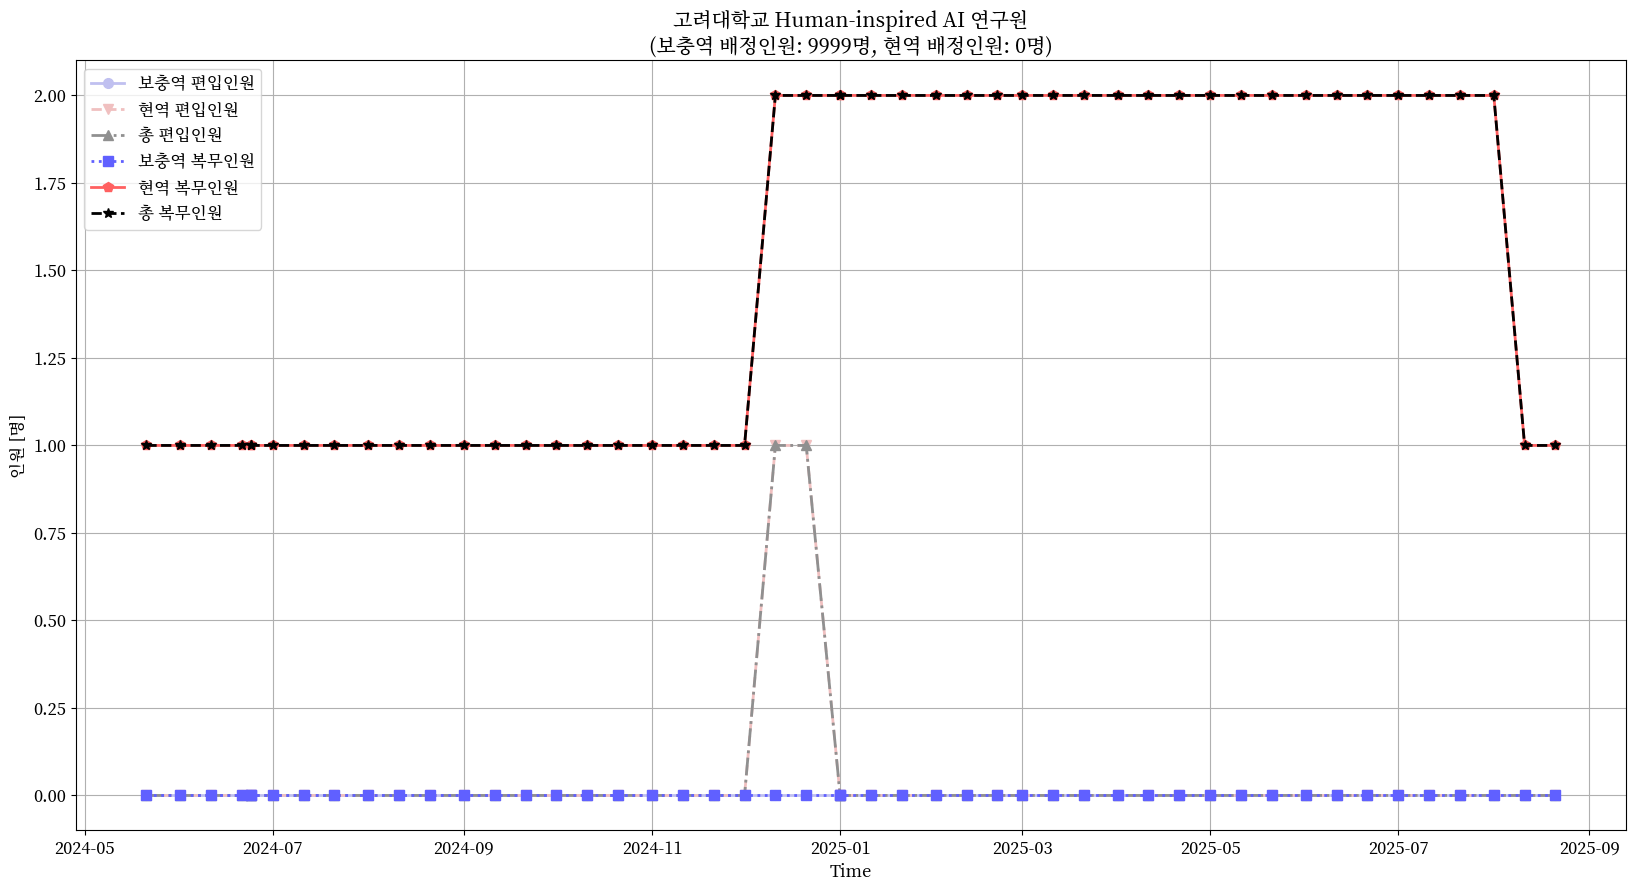 고려대학교 Human-inspired AI 연구원
(보충역 배정인원: 9999명, 현역 배정인원: 0명)
보충역 편입인원
현역 편입인원
총 편입인원
보충역 복무인원
현역 복무인원
총 복무인원
인원 [명]
2.00
1.75
1.50
1.25
1.00
0.75
0.50
0.25
0.00
2024-05
2024-07
2024-09
2024-11
2025-01
2025-03
2025-05
2025-07
2025-09
Time